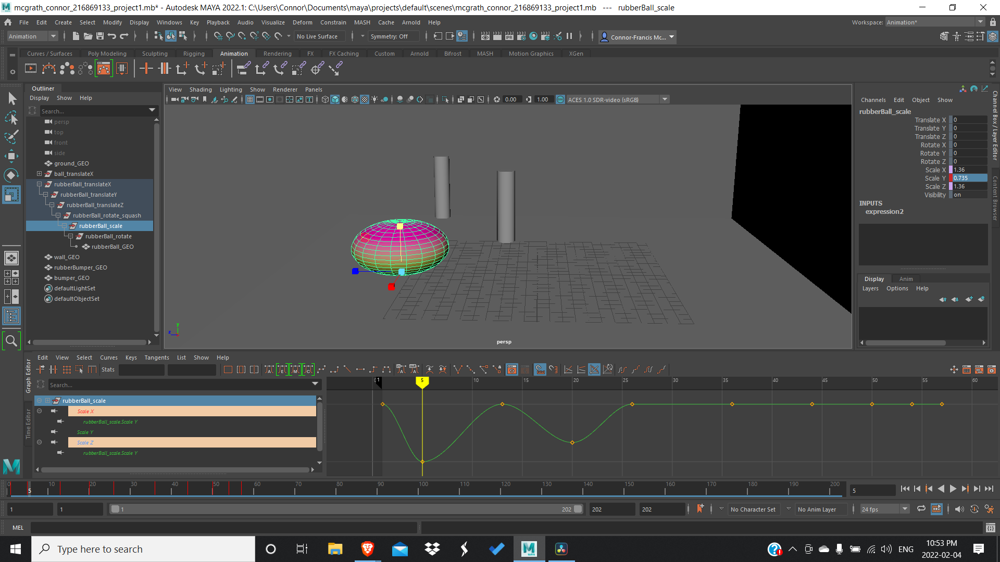 mcgrath_connor_216869133_project1.mb* - Autodesk MAYA 2022.1: C:\Users\Connor\Documents\maya\projects\default\scenes\mcgrath_connor_216869133_project1.mb --- rubberBall_scale
File Edit Create Select Modify Display Windows Key Playback Audio Visualize Deform Constrain MASH Cache Arnold Help
Workspace: Animation*
Animation
No Live Surface
Symmetry: Off
IPR
Connor-Francis Mc...
Curves / Surfaces Poly Modeling Sculpting Rigging Animation Rendering FX FX Caching Custom Arnold Bifrost MASH Motion Graphics XGen
Outliner
Display Show Help
Search...
persp
top
front
side
ground_GEO
ball_translateX
rubberBall_translateX
rubberBall_translateY
rubberBall_translateZ
rubberBall_rotate_squash
rubberBall_scale
rubberBall_rotate
rubberBall_GEO
wall_GEO
rubberBumper_GEO
bumper_GEO
defaultLightSet
defaultObjectSet
View Shading Lighting Show Renderer Panels
0.00
1.00
ACES 1.0 SDR-video (sRGB)
y
z
persp
Channels Edit Object Show
rubberBall_scale
Translate X 0
Translate Y 0
Translate Z 0
Rotate X 0
Rotate Y 0
Rotate Z 0
Scale X 1.36
Scale Y 0.735
Scale Z 1.36
Visibility on
INPUTS
expression2
Display Anim
Layers Options Help
Channel Box / Layer Editor
Content Browser
Graph Editor
Time Editor
Edit View Select Curves Keys Tangents List Show Help
Stats
Search...
rubberBall_scale
Scale X
rubberBall_scale.Scale Y
Scale Y
Scale Z
rubberBall_scale.Scale Y
0 1 5 10 15 20 25 30 35 40 45 50 55 60
0 10 20 30 40 50 60 70 80 90 100 110 120 130 140 150 160 170 180 190 200
5
5
1
1
1
202
202
202
No Character Set
No Anim Layer
24 fps
MEL
Type here to search
MAYA
ENG
10:53 PM
2022-02-04